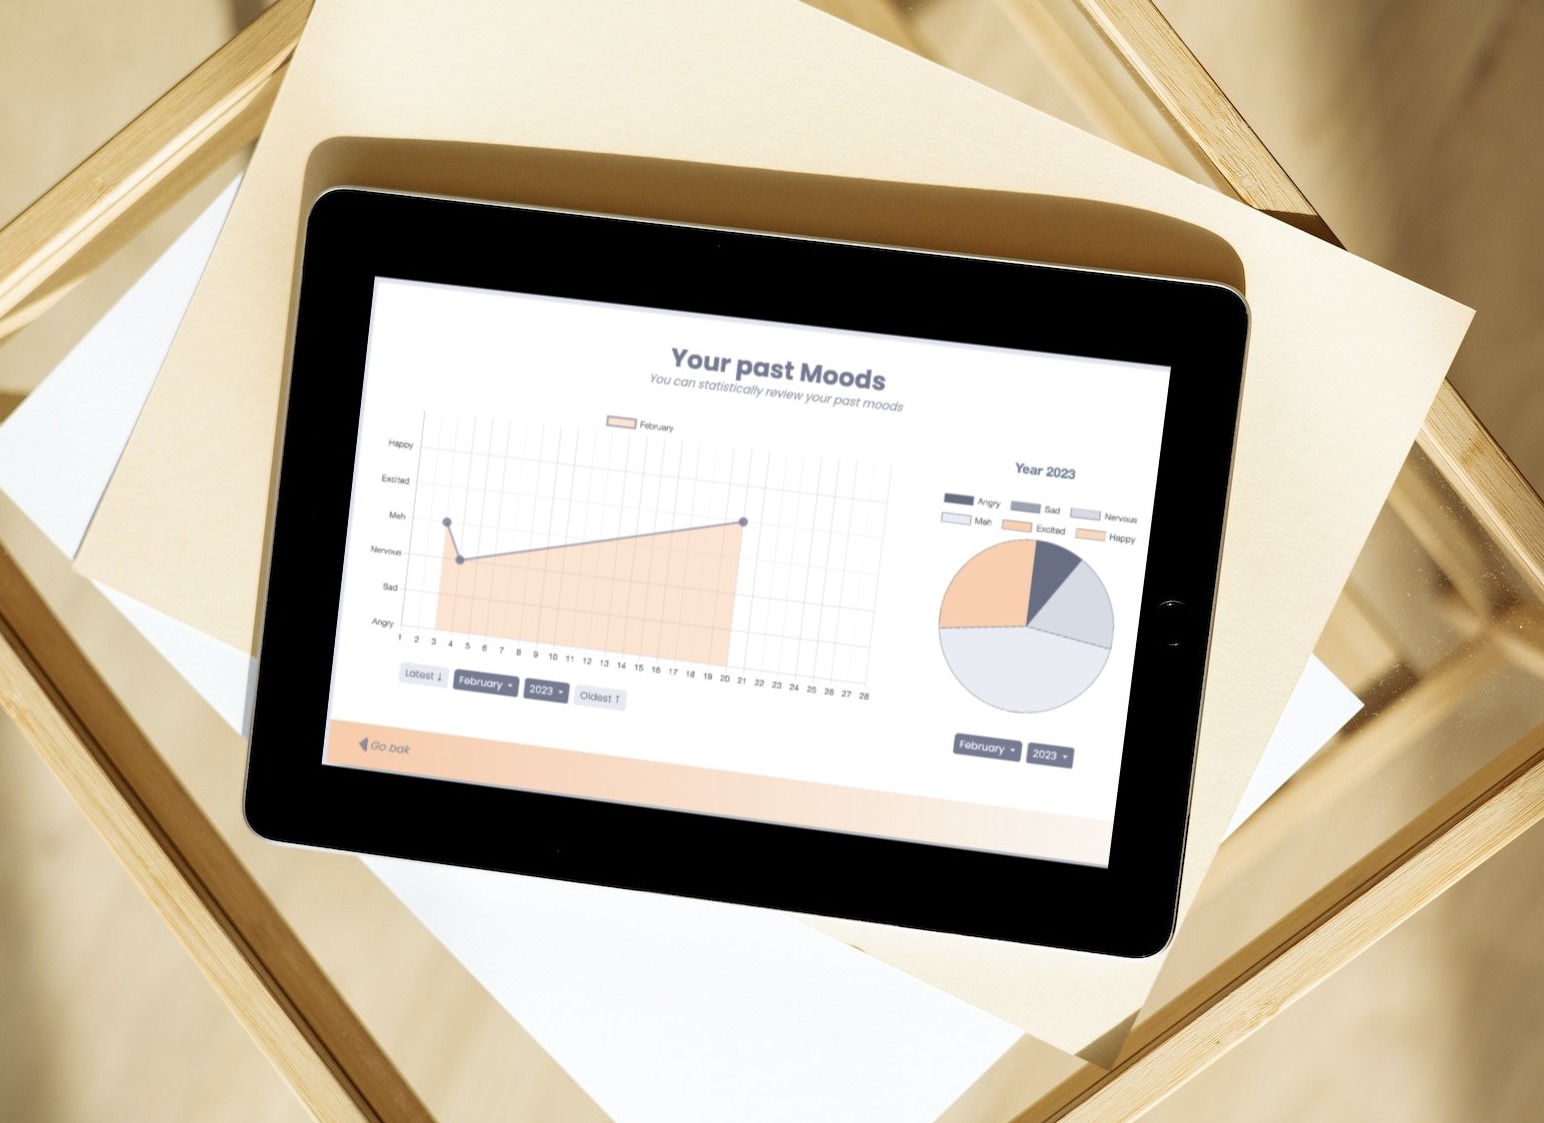 Your past Moods
You can statistically review your past moods
February
Happy
Excited
Meh
Nervous
Sad
Angry
1 2 3 4 5 6 7 8 9 10 11 12 13 14 15 16 17 18 19 20 21 22 23 24 25 26 27 28
Latest ↓ February 2023 Oldest ↑
Year 2023
Angry Sad Nervous
Meh Excited Happy
February 2023
Go bak